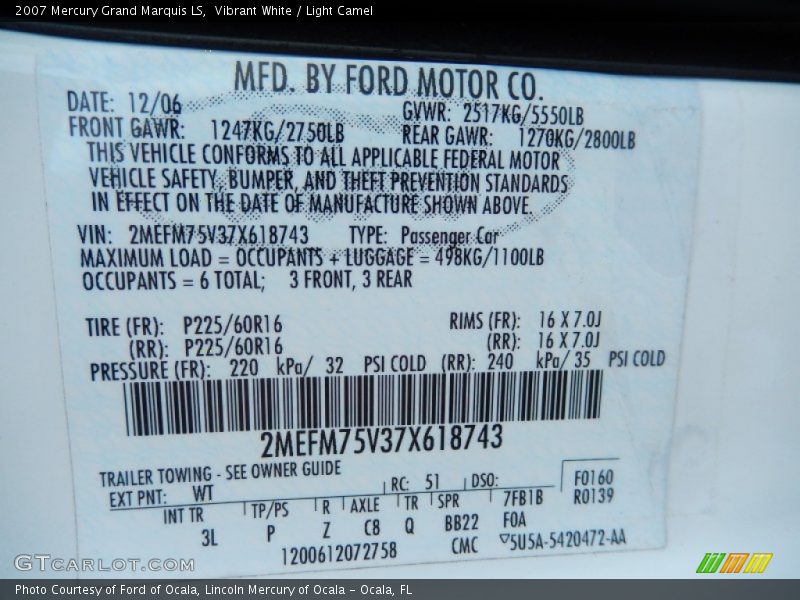 2007 Mercury Grand Marquis LS, Vibrant White / Light Camel
MFD. BY FORD MOTOR CO.
DATE: 12/06 GVWR: 2517KG/5550LB
FRONT GAWR: 1247KG/2750LB REAR GAWR: 1270KG/2800LB
THIS VEHICLE CONFORMS TO ALL APPLICABLE FEDERAL MOTOR
VEHICLE SAFETY, BUMPER, AND THEFT PREVENTION STANDARDS
IN EFFECT ON THE DATE OF MANUFACTURE SHOWN ABOVE.
VIN: 2MEFM75V37X618743 TYPE: Passenger Car
MAXIMUM LOAD = OCCUPANTS + LUGGAGE = 498KG/1100LB
OCCUPANTS = 6 TOTAL; 3 FRONT, 3 REAR
TIRE (FR): P225/60R16 RIMS (FR): 16 X 7.0J
(RR): P225/60R16 (RR): 16 X 7.0J
PRESSURE (FR): 220 kPa/ 32 PSI COLD (RR): 240 kPa/ 35 PSI COLD
2MEFM75V37X618743
TRAILER TOWING - SEE OWNER GUIDE
EXT PNT: WT RC: 51 DSO: F0160
R0139
INT TR TP/PS R AXLE TR SPR 7FB1B
3L P Z C8 Q BB22 F0A
1200612072758 CMC 5U5A-5420472-AA
GTCARLOT.COM
Photo Courtesy of Ford of Ocala, Lincoln Mercury of Ocala - Ocala, FL